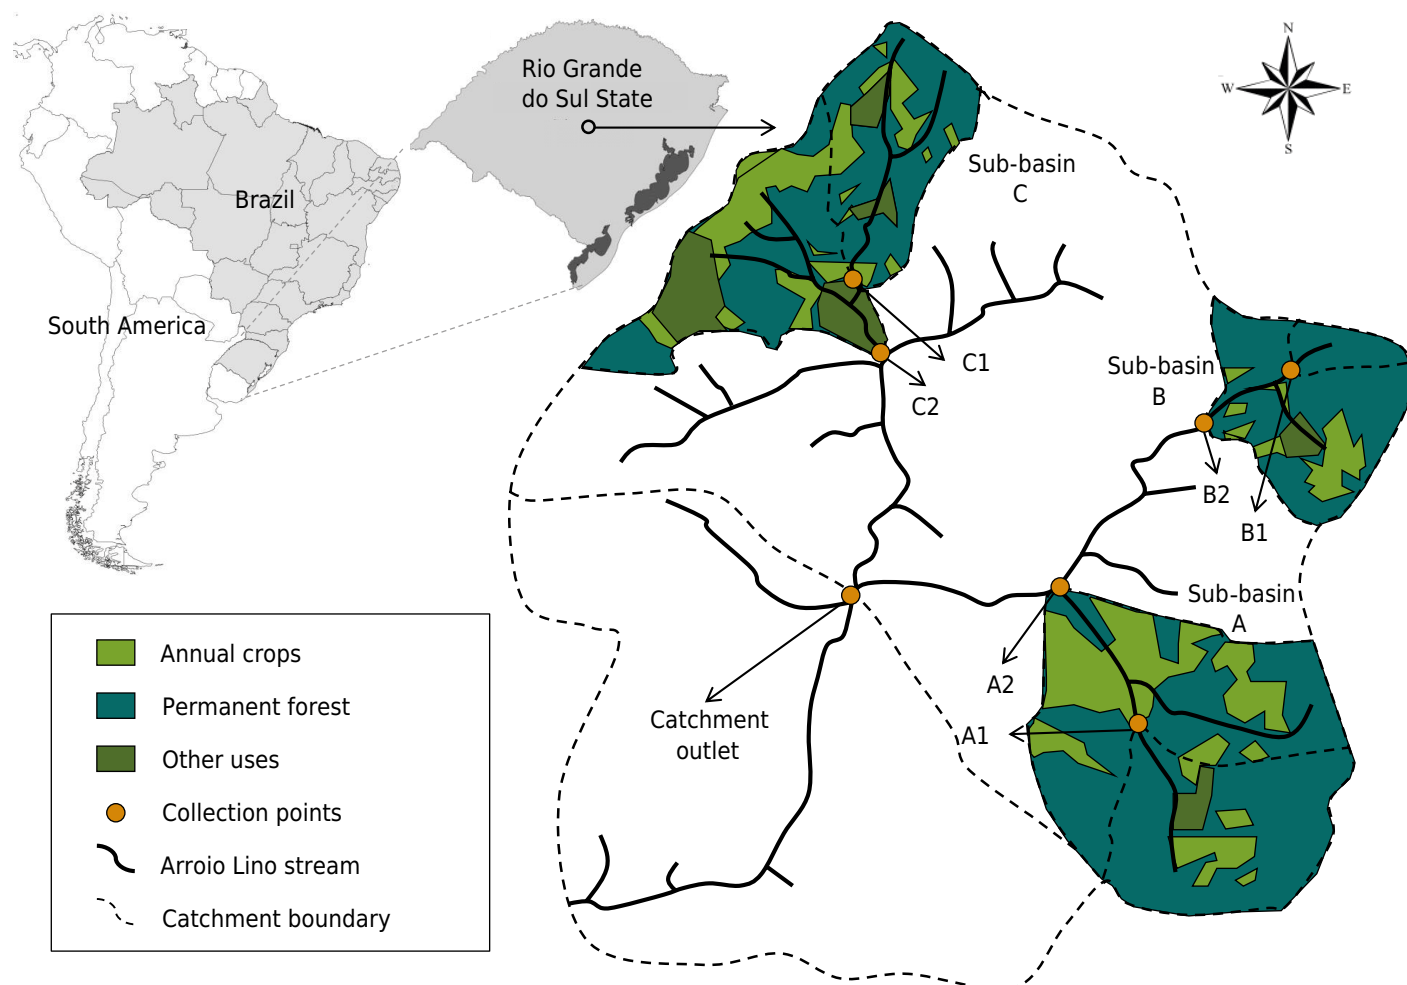 Rio Grande
do Sul State
N
W
E
S
Brazil
South America
Sub-basin
C
C1
C2
Sub-basin
B
B2
B1
Sub-basin
A
A2
A1
Catchment
outlet
Annual crops
Permanent forest
Other uses
Collection points
Arroio Lino stream
Catchment boundary